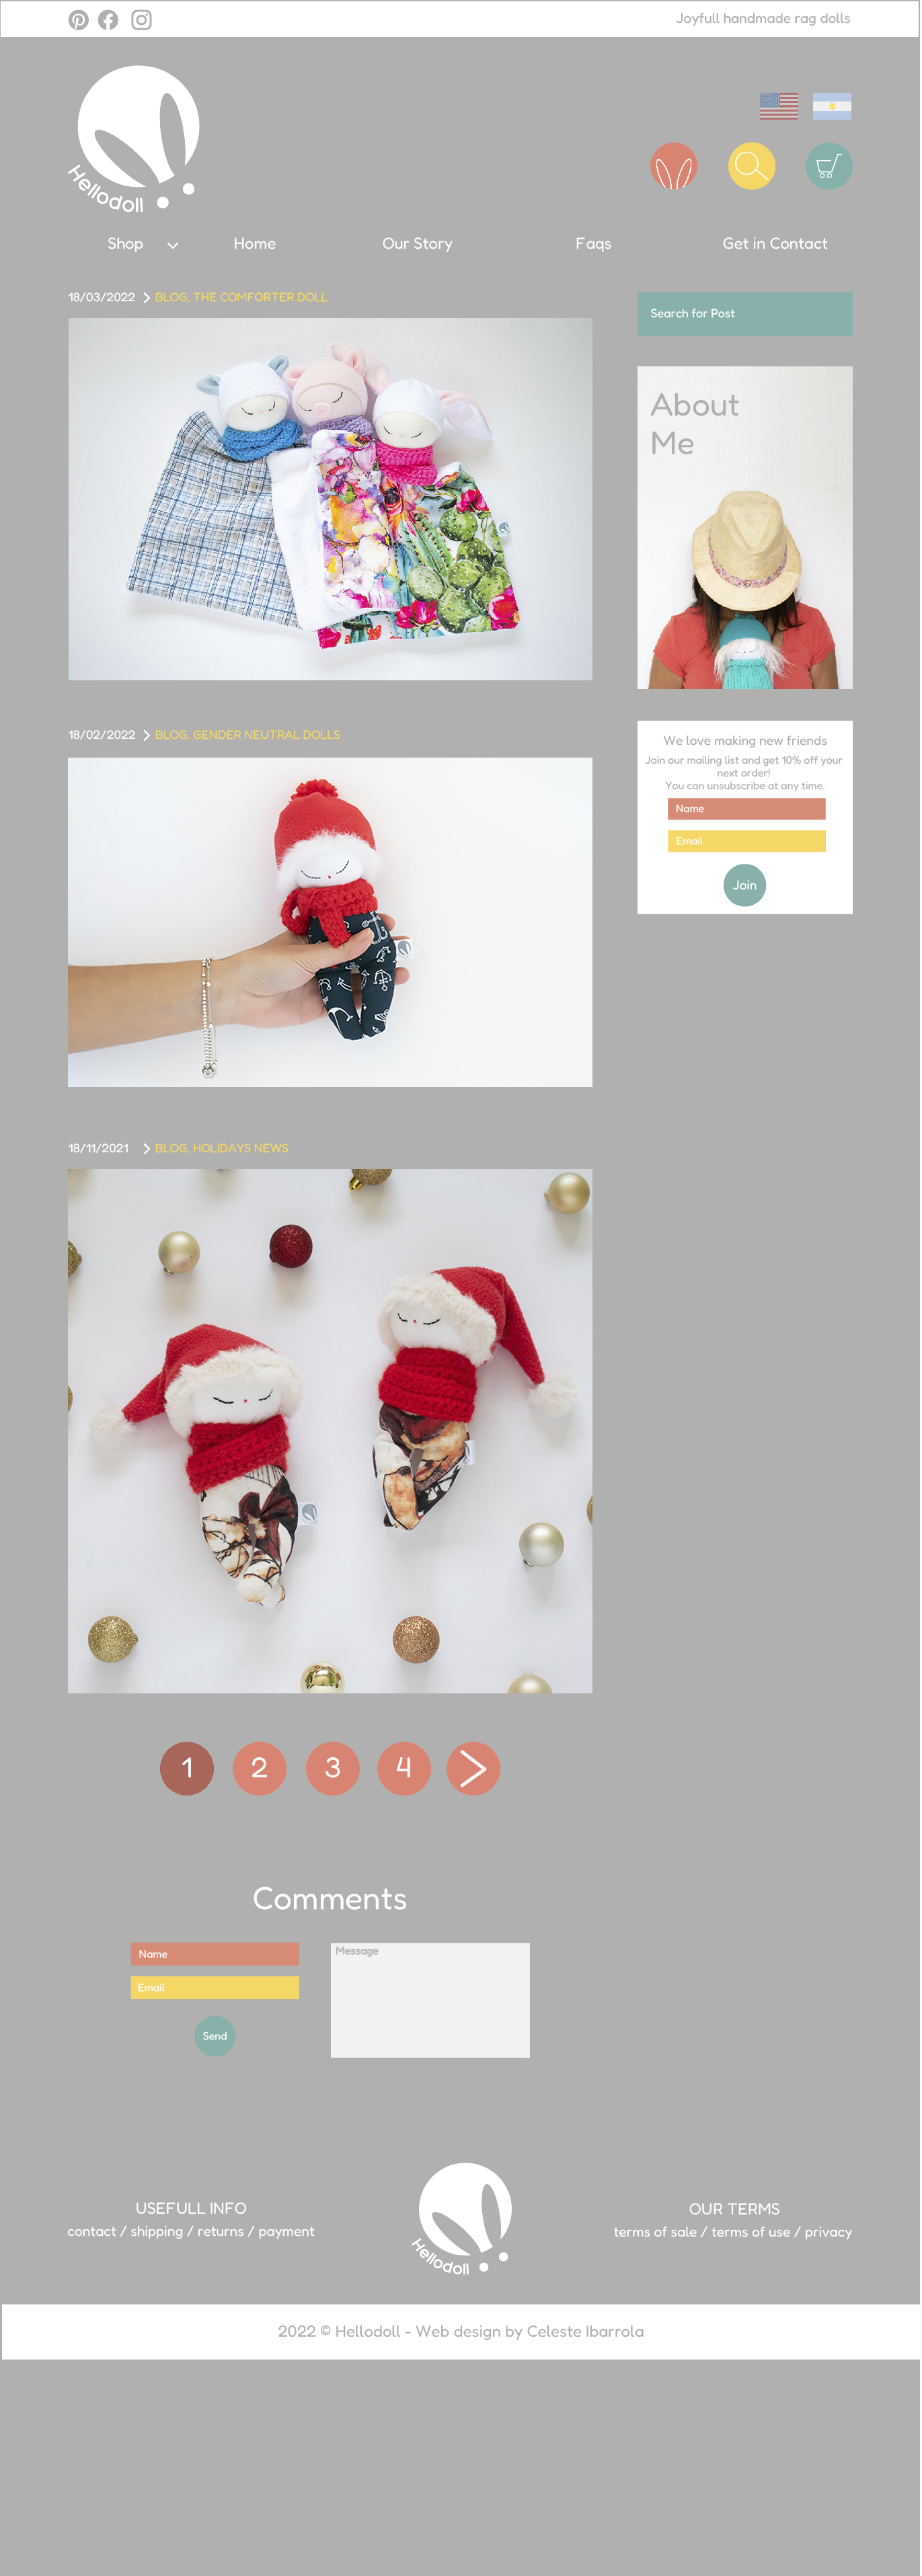 Joyfull handmade rag dolls
Hellodoll
Shop
Home
Our Story
Faqs
Get in Contact
18/03/2022
BLOG, THE COMFORTER DOLL
Search for Post
About
Me
18/02/2022
BLOG, GENDER NEUTRAL DOLLS
We love making new friends
Join our mailing list and get 10% off your
next order!
You can unsubscribe at any time.
Name
Email
Join
18/11/2021
BLOG, HOLIDAYS NEWS
1
2
3
4
Comments
Name
Email
Send
Message
USEFULL INFO
contact / shipping / returns / payment
Hellodoll
OUR TERMS
terms of sale / terms of use / privacy
2022 © Hellodoll - Web design by Celeste Ibarrola